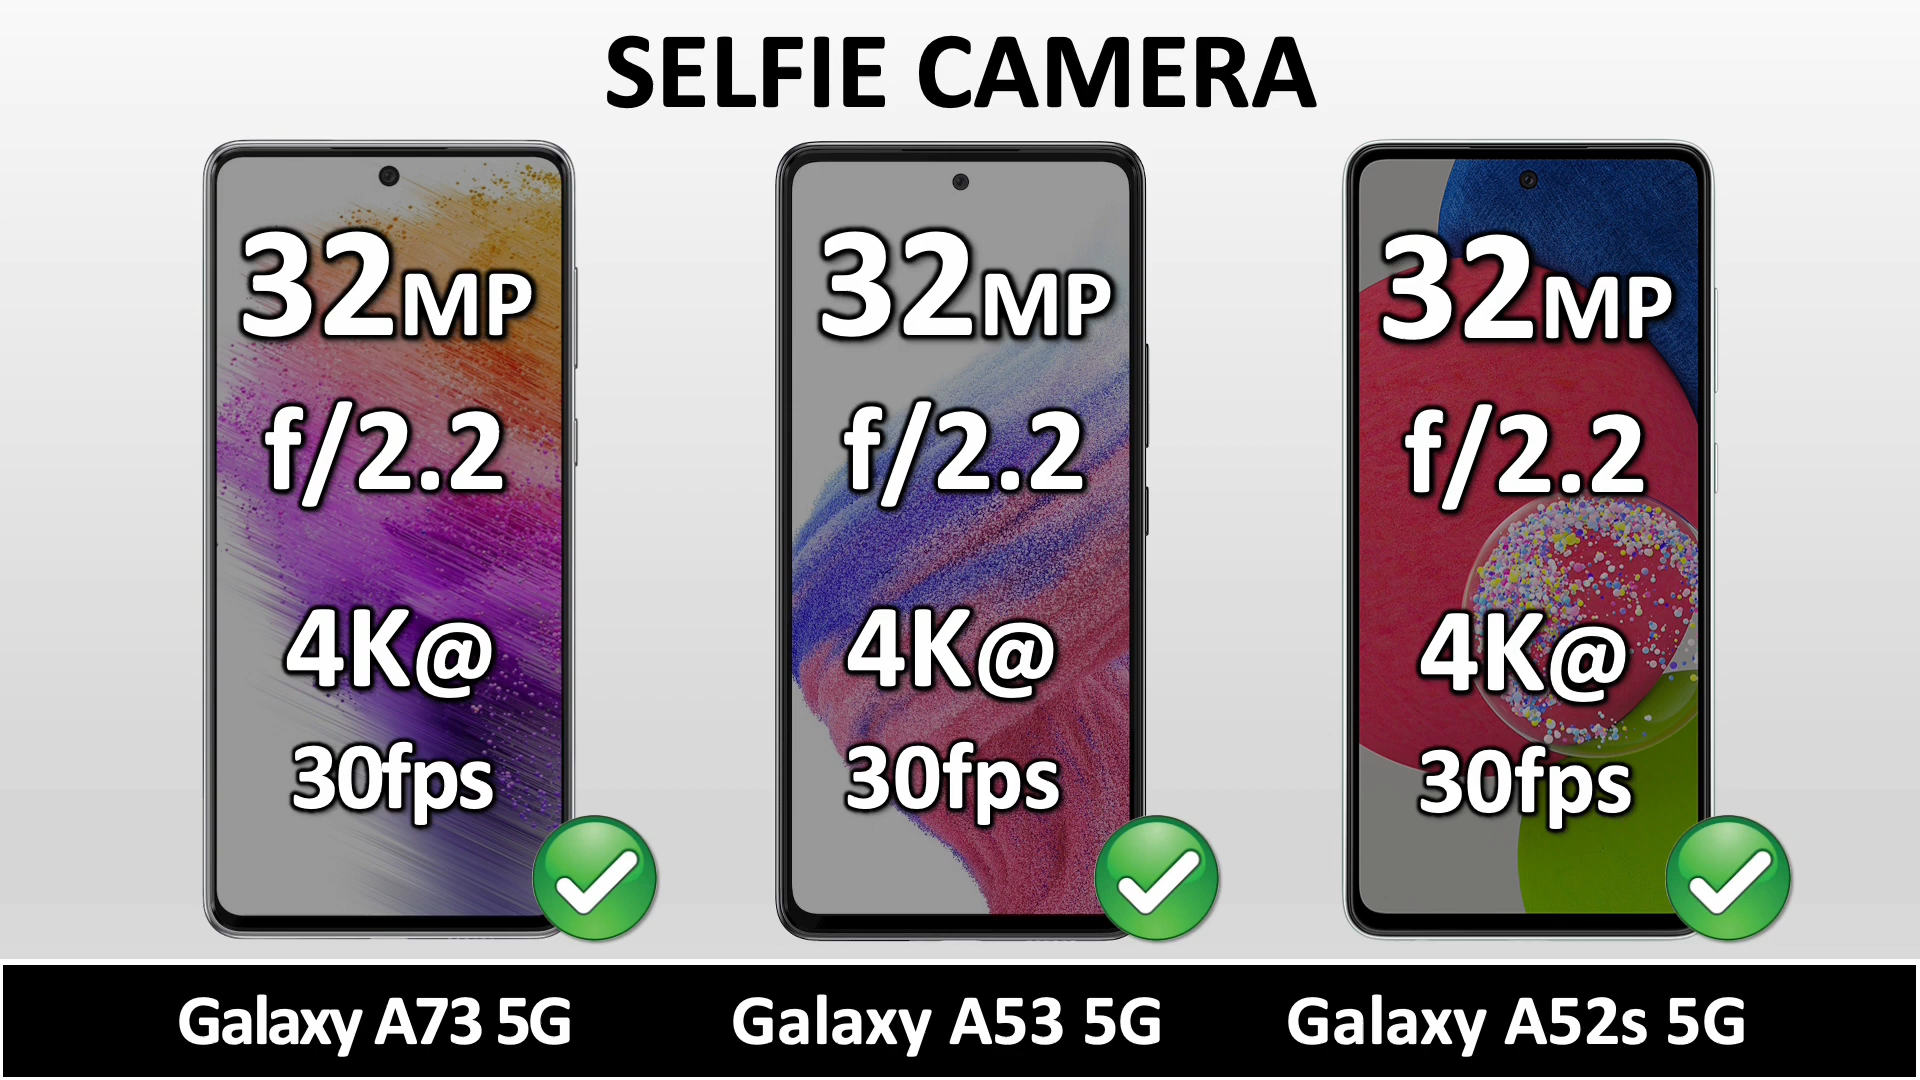 SELFIE CAMERA
32MP
f/2.2
4K@
30fps
32MP
f/2.2
4K@
30fps
32MP
f/2.2
4K@
30fps
Galaxy A73 5G
Galaxy A53 5G
Galaxy A52s 5G